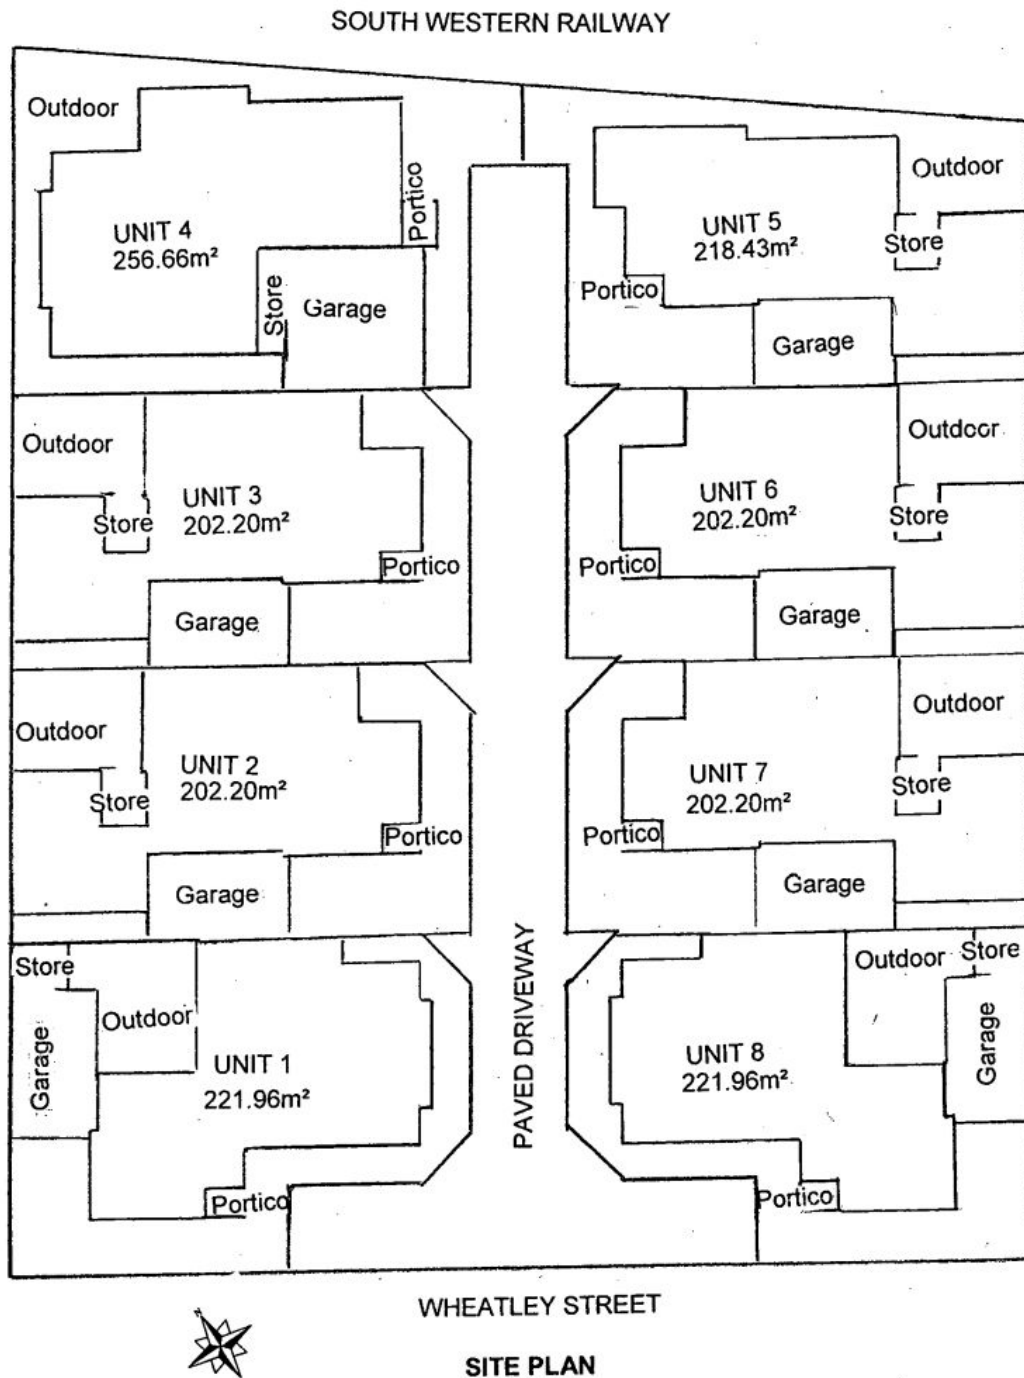 SOUTH WESTERN RAILWAY
Outdoor
UNIT 4
256.66m²
Portico
Store
Garage
Outdoor
UNIT 5
218.43m²
Store
Portico
Garage
Outdoor
UNIT 3
202.20m²
Store
Portico
Garage
Outdoor
UNIT 6
202.20m²
Store
Portico
Garage
Outdoor
UNIT 2
202.20m²
Store
Portico
Garage
Outdoor
UNIT 7
202.20m²
Store
Portico
Garage
Store
Outdoor
Garage
UNIT 1
221.96m²
Portico
PAVED DRIVEWAY
Outdoor
Store
Garage
UNIT 8
221.96m²
Portico
WHEATLEY STREET
SITE PLAN